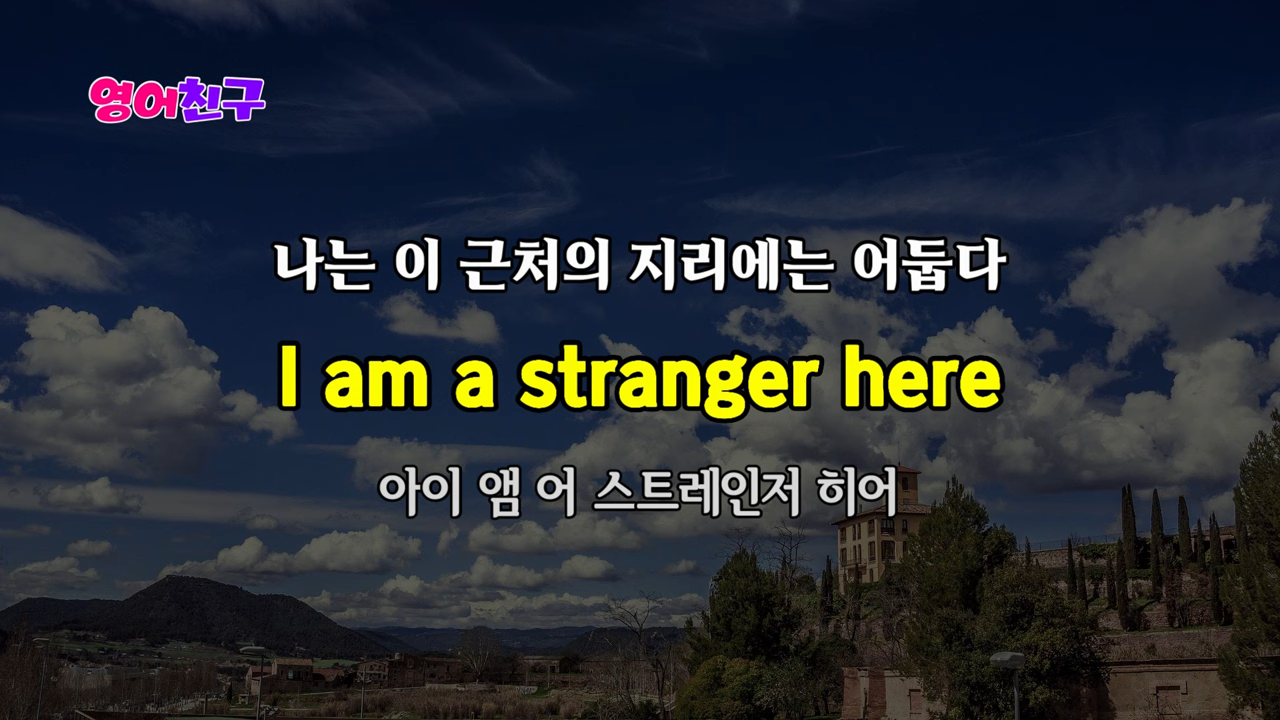 영어친구
나는 이 근처의 지리에는 어둡다
I am a stranger here
아이 앰 어 스트레인저 히어